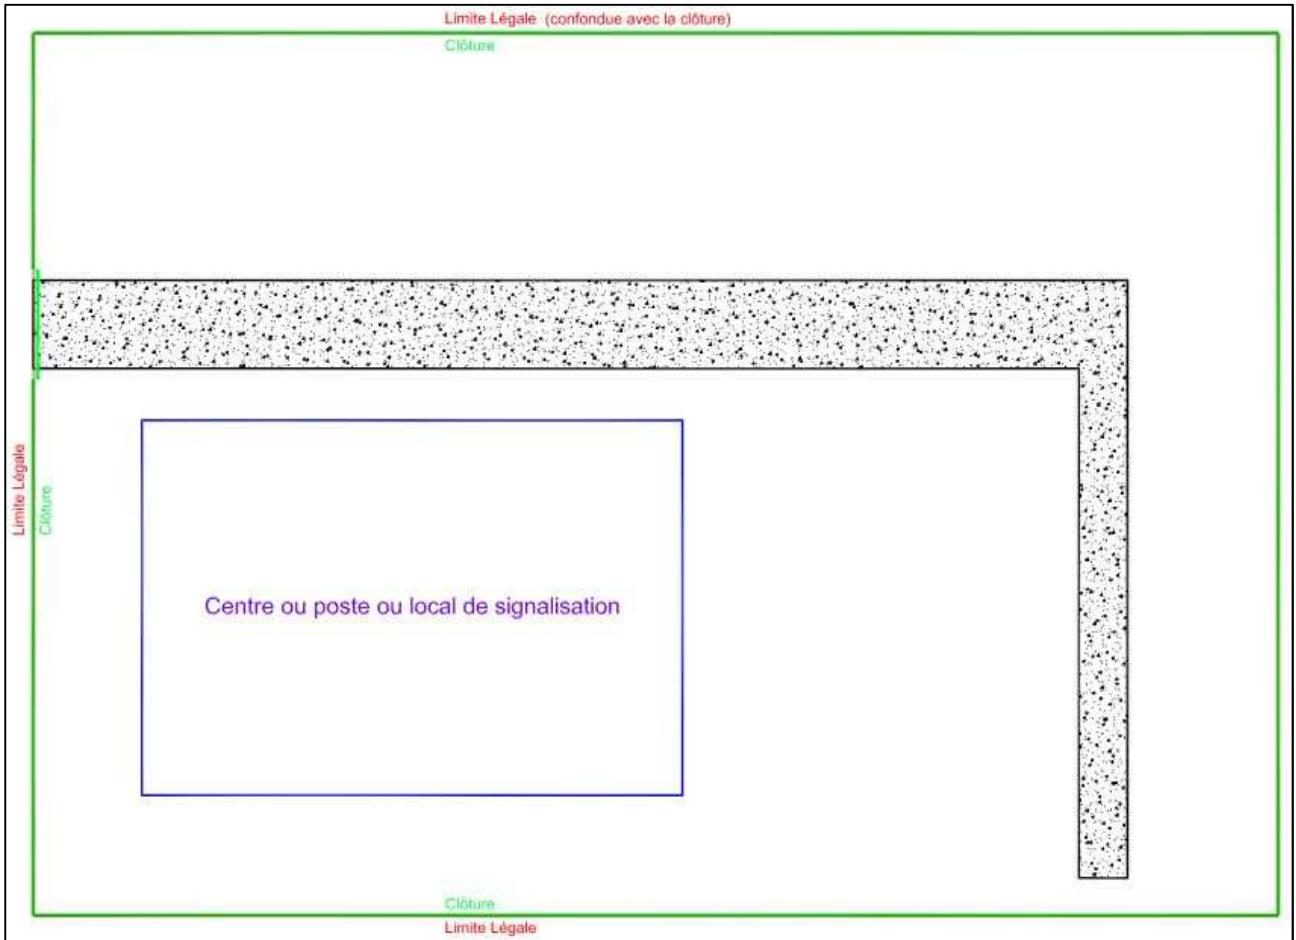 Limite Légale (confondue avec la clôture)
Clôture
Limite Légale
Clôture
Centre ou poste ou local de signalisation
Clôture
Limite Légale